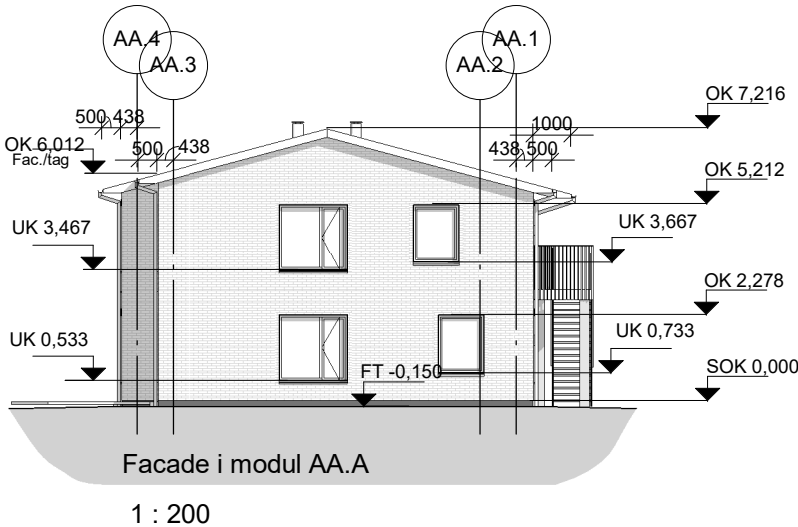 AA.4
AA.1
AA.3
AA.2
OK 7,216
500 438
1000
OK 6,012
Fac./tag
500 438
438 500
OK 5,212
UK 3,467
UK 3,667
OK 2,278
UK 0,533
UK 0,733
FT -0,150
SOK 0,000
Facade i modul AA.A
1 : 200